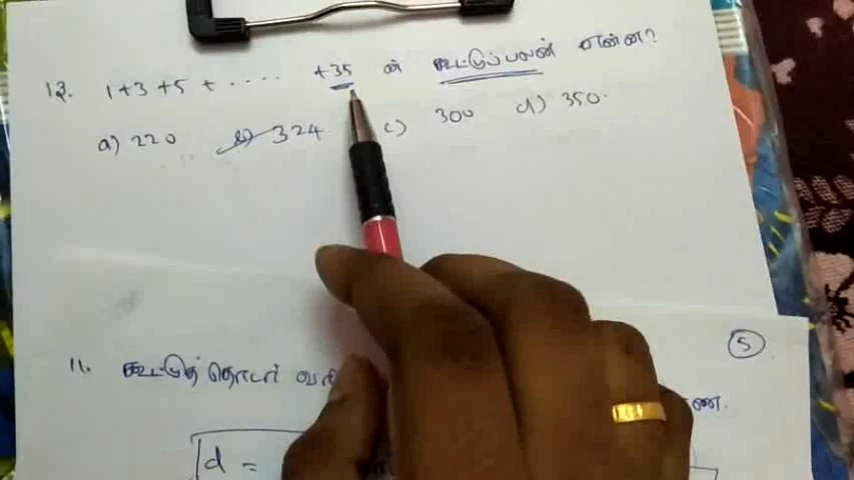 12. 1+3+5+..... +35 ன் கூட்டுப்பலன் என்ன?
a) 220 b) 324 c) 300 d) 350
5
11. கூட்டுத்தொடர்
d =